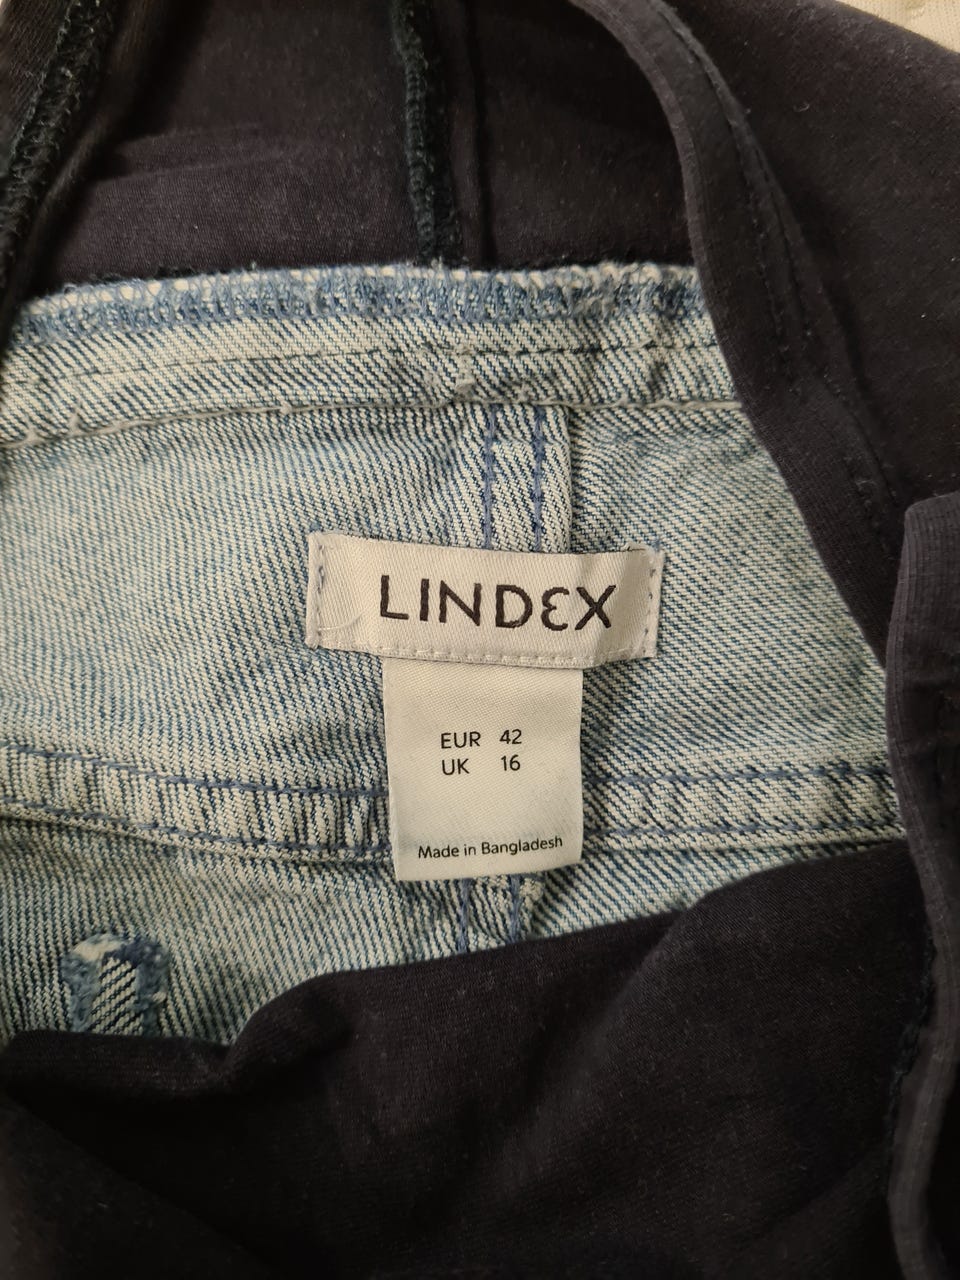 LINDEX
EUR 42
UK 16
Made in Bangladesh